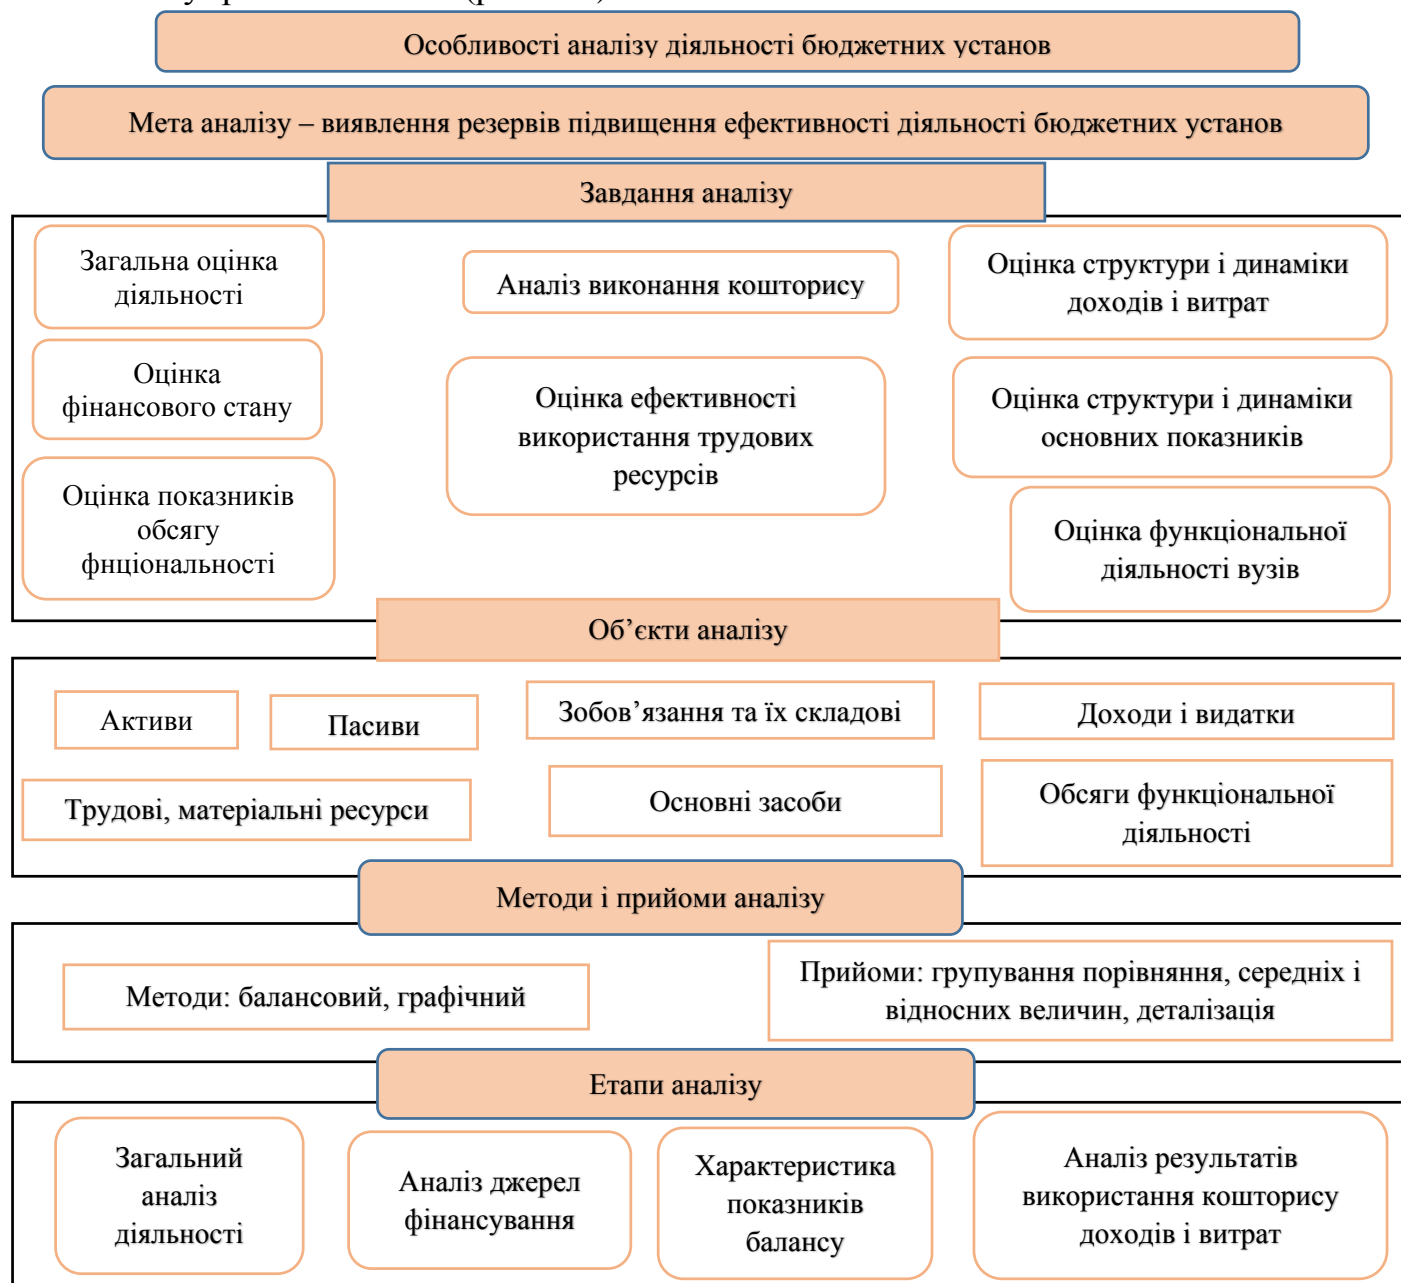 Особливості аналізу діяльності бюджетних установ
Мета аналізу – виявлення резервів підвищення ефективності діяльності бюджетних установ
Завдання аналізу
Загальна оцінка
діяльності
Аналіз виконання кошторису
Оцінка структури і динаміки
доходів і витрат
Оцінка
фінансового стану
Оцінка ефективності
використання трудових
ресурсів
Оцінка структури і динаміки
основних показників
Оцінка показників
обсягу
фнціональності
Оцінка функціональної
діяльності вузів
Об’єкти аналізу
Активи
Пасиви
Зобов’язання та їх складові
Доходи і видатки
Трудові, матеріальні ресурси
Основні засоби
Обсяги функціональної
діяльності
Методи і прийоми аналізу
Методи: балансовий, графічний
Прийоми: групування порівняння, середніх і
відносних величин, деталізація
Етапи аналізу
Загальний
аналіз
діяльності
Аналіз джерел
фінансування
Характеристика
показників
балансу
Аналіз результатів
використання кошторису
доходів і витрат